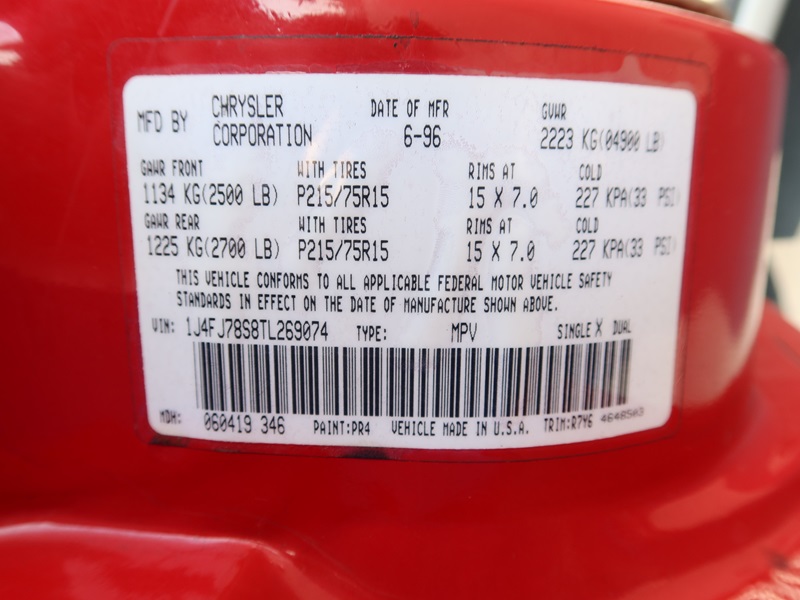 MFD BY CHRYSLER CORPORATION DATE OF MFR 6-96 GVWR 2223 KG(04900 LB)
GAWR FRONT WITH TIRES RIMS AT COLD
1134 KG(2500 LB) P215/75R15 15 X 7.0 227 KPA(33 PSI)
GAWR REAR WITH TIRES RIMS AT COLD
1225 KG(2700 LB) P215/75R15 15 X 7.0 227 KPA(33 PSI)
THIS VEHICLE CONFORMS TO ALL APPLICABLE FEDERAL MOTOR VEHICLE SAFETY
STANDARDS IN EFFECT ON THE DATE OF MANUFACTURE SHOWN ABOVE.
VIN: 1J4FJ78S8TL269074 TYPE: MPV SINGLE X DUAL
MDH: 060419 346 PAINT:PR4 VEHICLE MADE IN U.S.A. TRIM:R7Y6 4648503